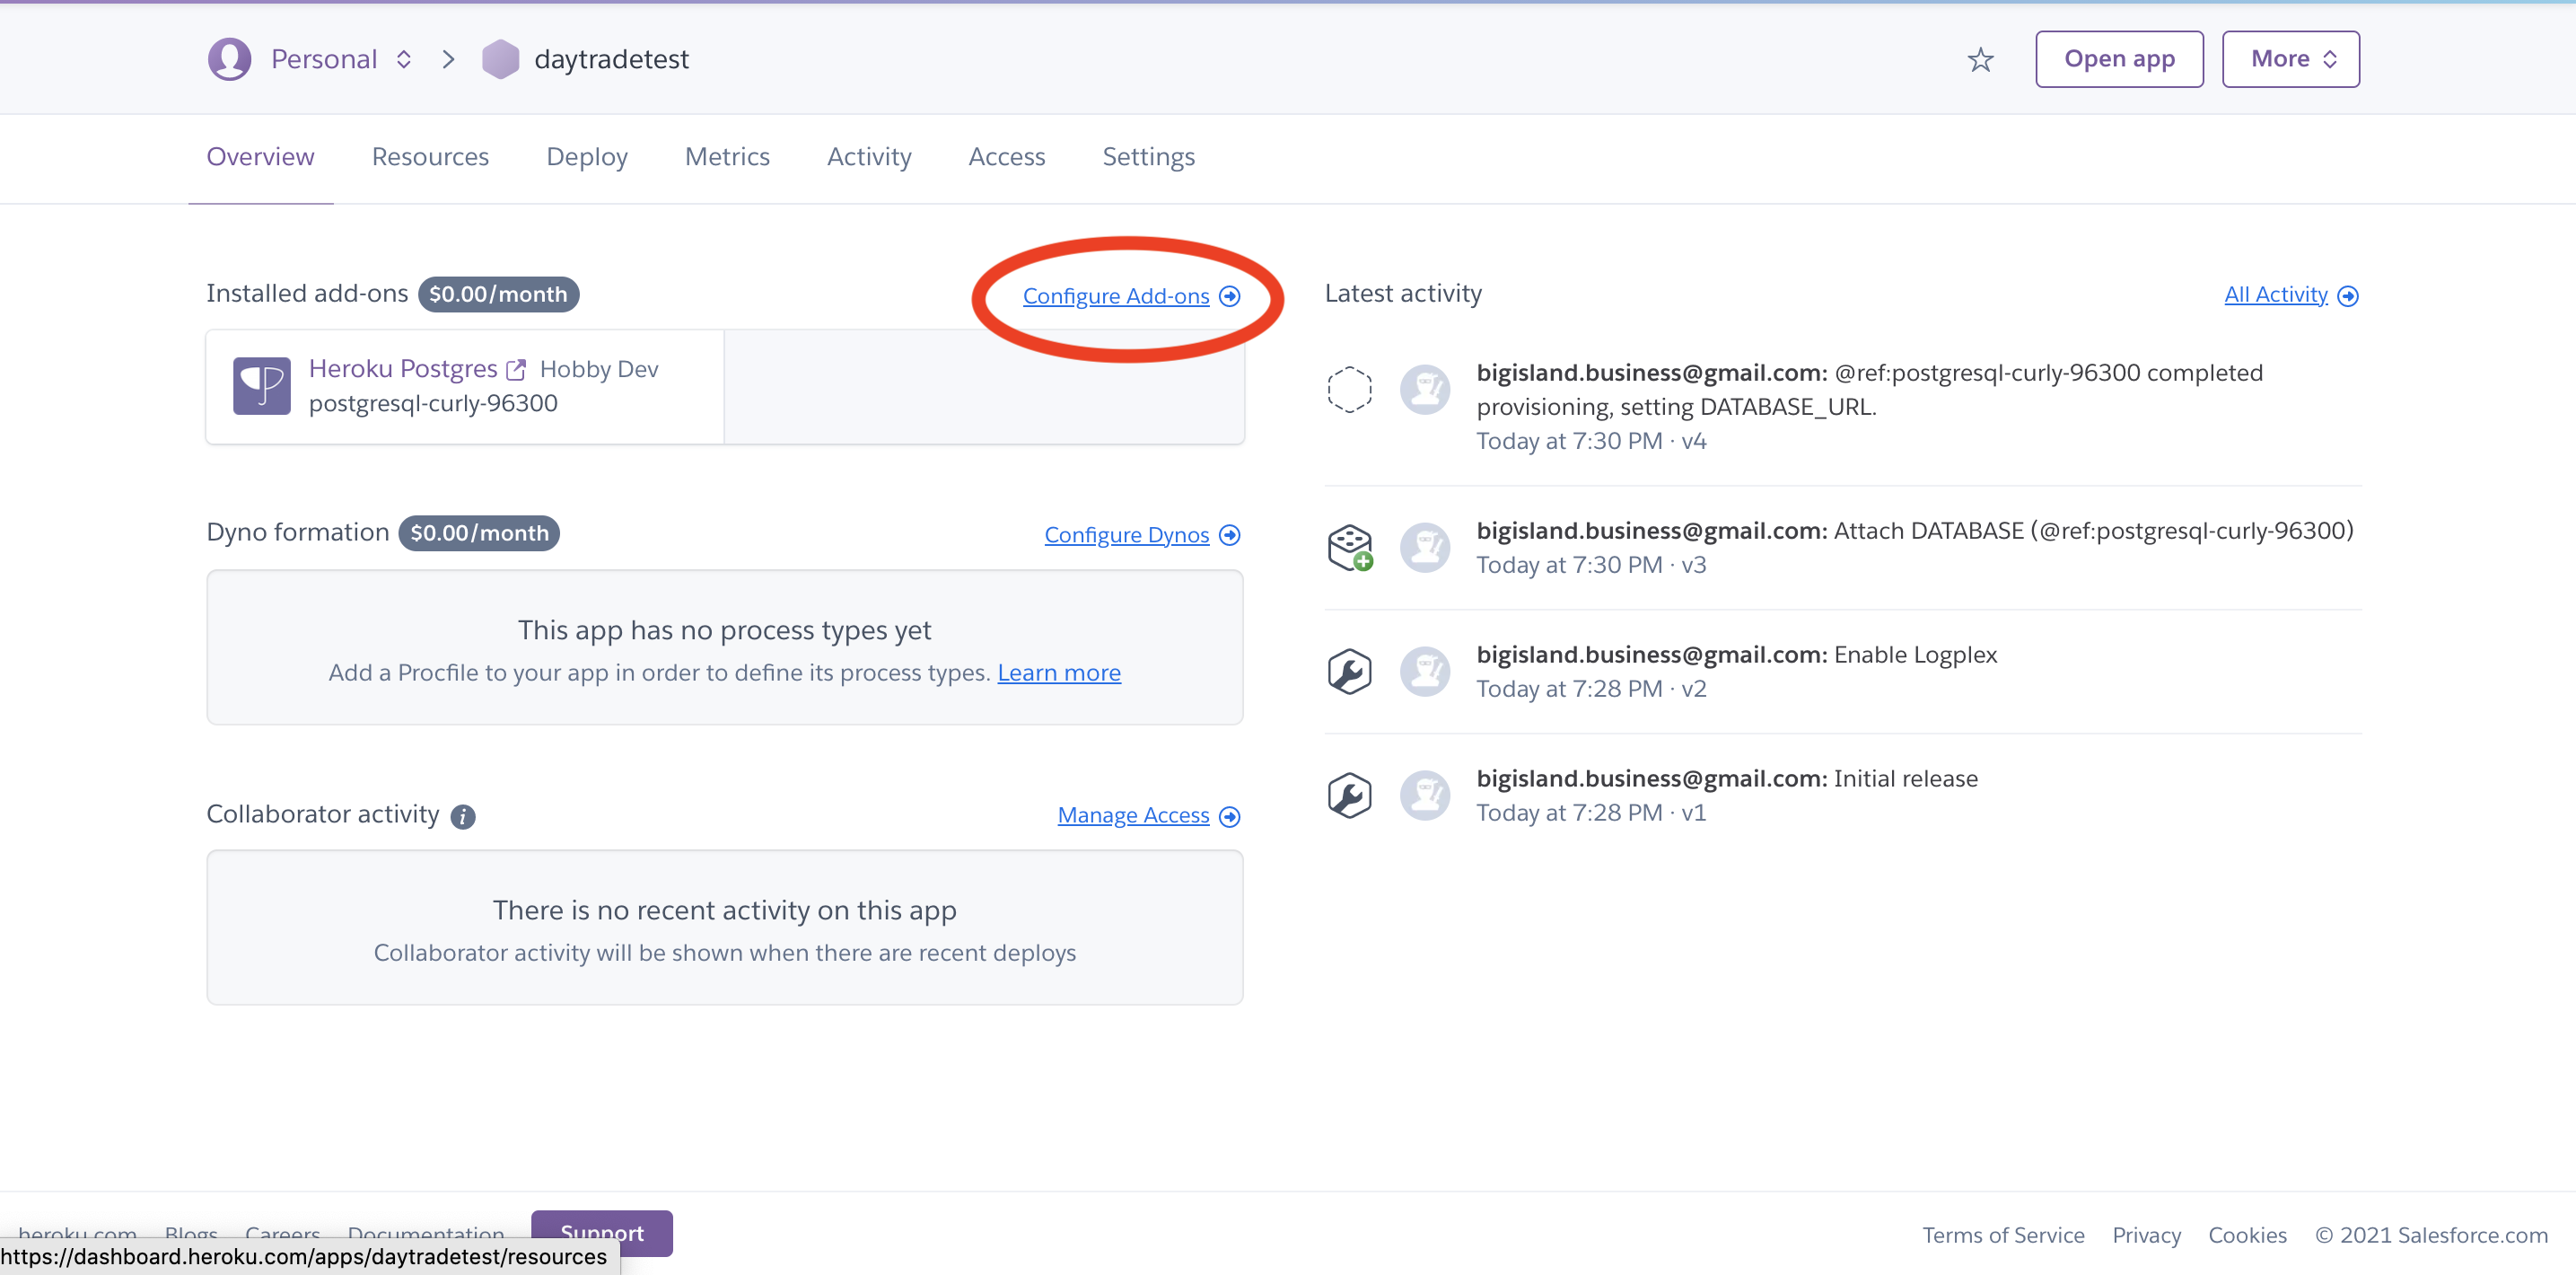 Personal
daytradetest
Open app
More
Overview
Resources
Deploy
Metrics
Activity
Access
Settings
Installed add-ons
$0.00/month
Configure Add-ons
Heroku Postgres
Hobby Dev
postgresql-curly-96300
Dyno formation
$0.00/month
Configure Dynos
This app has no process types yet
Add a Procfile to your app in order to define its process types. Learn more
Collaborator activity
Manage Access
There is no recent activity on this app
Collaborator activity will be shown when there are recent deploys
Latest activity
All Activity
bigisland.business@gmail.com: @ref:postgresql-curly-96300 completed
provisioning, setting DATABASE_URL.
Today at 7:30 PM · v4
bigisland.business@gmail.com: Attach DATABASE (@ref:postgresql-curly-96300)
Today at 7:30 PM · v3
bigisland.business@gmail.com: Enable Logplex
Today at 7:28 PM · v2
bigisland.business@gmail.com: Initial release
Today at 7:28 PM · v1
heroku.com
Blogs
Careers
Documentation
Support
Terms of Service
Privacy
Cookies
© 2021 Salesforce.com
https://dashboard.heroku.com/apps/daytradetest/resources